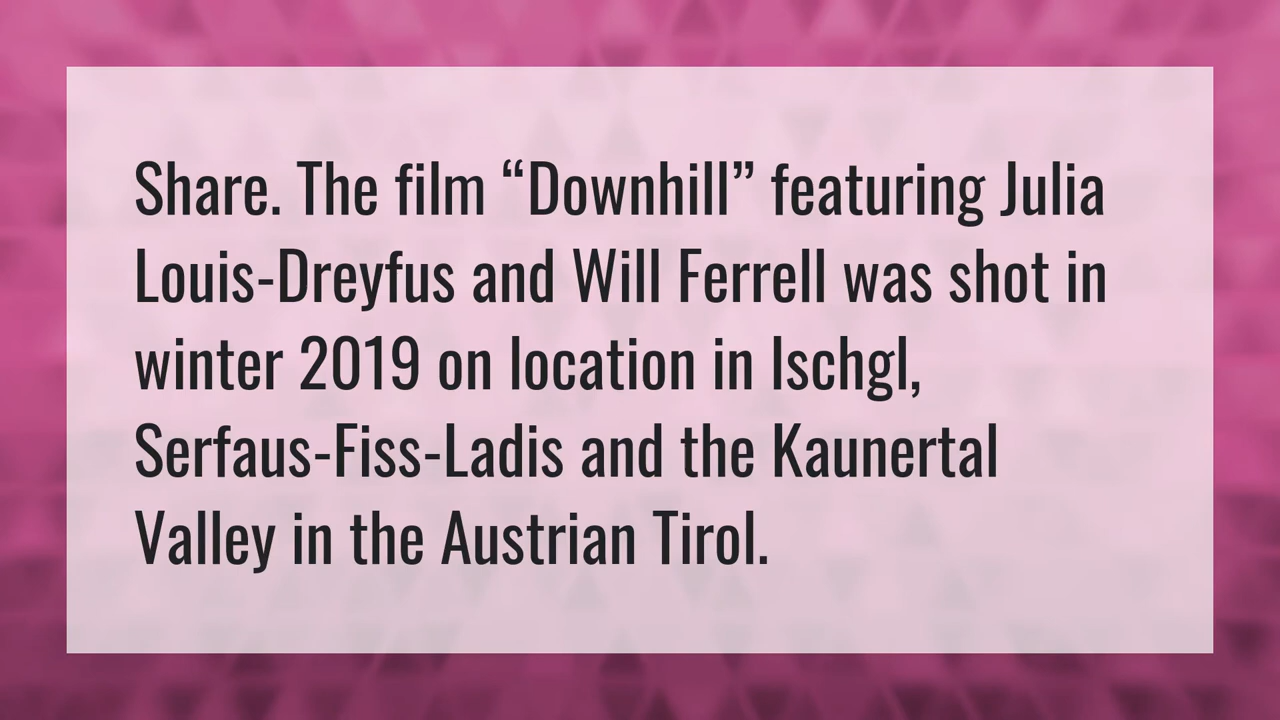 Share. The film “Downhill” featuring Julia
Louis-Dreyfus and Will Ferrell was shot in
winter 2019 on location in Ischgl,
Serfaus-Fiss-Ladis and the Kaunertal
Valley in the Austrian Tirol.